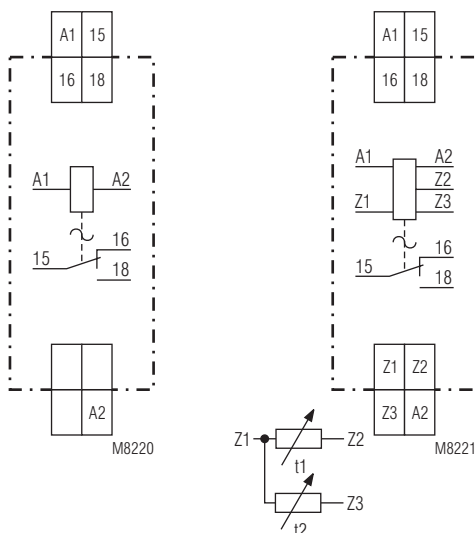 A1 15
16 18
A1 A2
15 16
18
A2
M8220
A1 15
16 18
A1 A2
Z2
Z1 Z3
15 16
18
Z1 Z2
Z3 A2
M8221
Z1 Z2
t1
Z3
t2